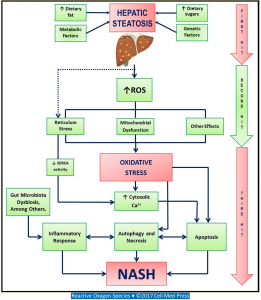 ↑ Dietary
fat
HEPATIC
STEATOSIS
↑ Dietary
sugars
Metabolic
Factors
Genetic
Factors
FIRST HIT
↑ROS
SECOND HIT
Reticulum
Stress
Mitochondrial
Dysfunction
Other Effects
↓ SERCA
activity
OXIDATIVE
STRESS
↑ Cytosolic
Ca²⁺
THIRD HIT
Gut Microbiota
Dysbiosis,
Among Others.
Inflammatory
Response
Autophagy and
Necrosis
Apoptosis
NASH
Reactive Oxygen Species ♦ ©2017 Cell Med Press